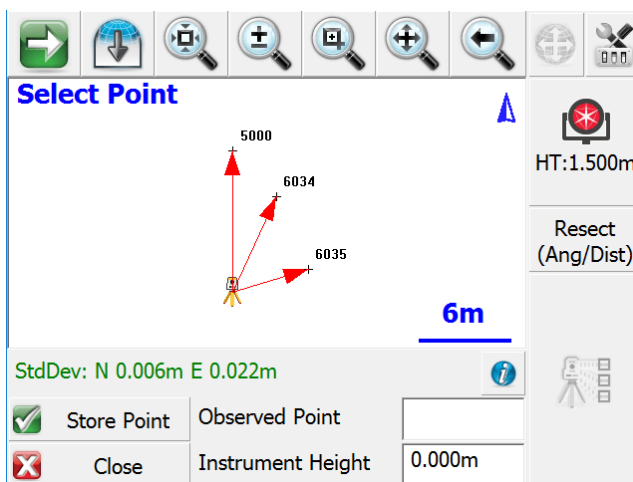 Select Point
5000
6034
HT:1.500m
Resect
(Ang/Dist)
6035
6m
StdDev: N 0.006m E 0.022m
Store Point
Observed Point
Close
Instrument Height
0.000m